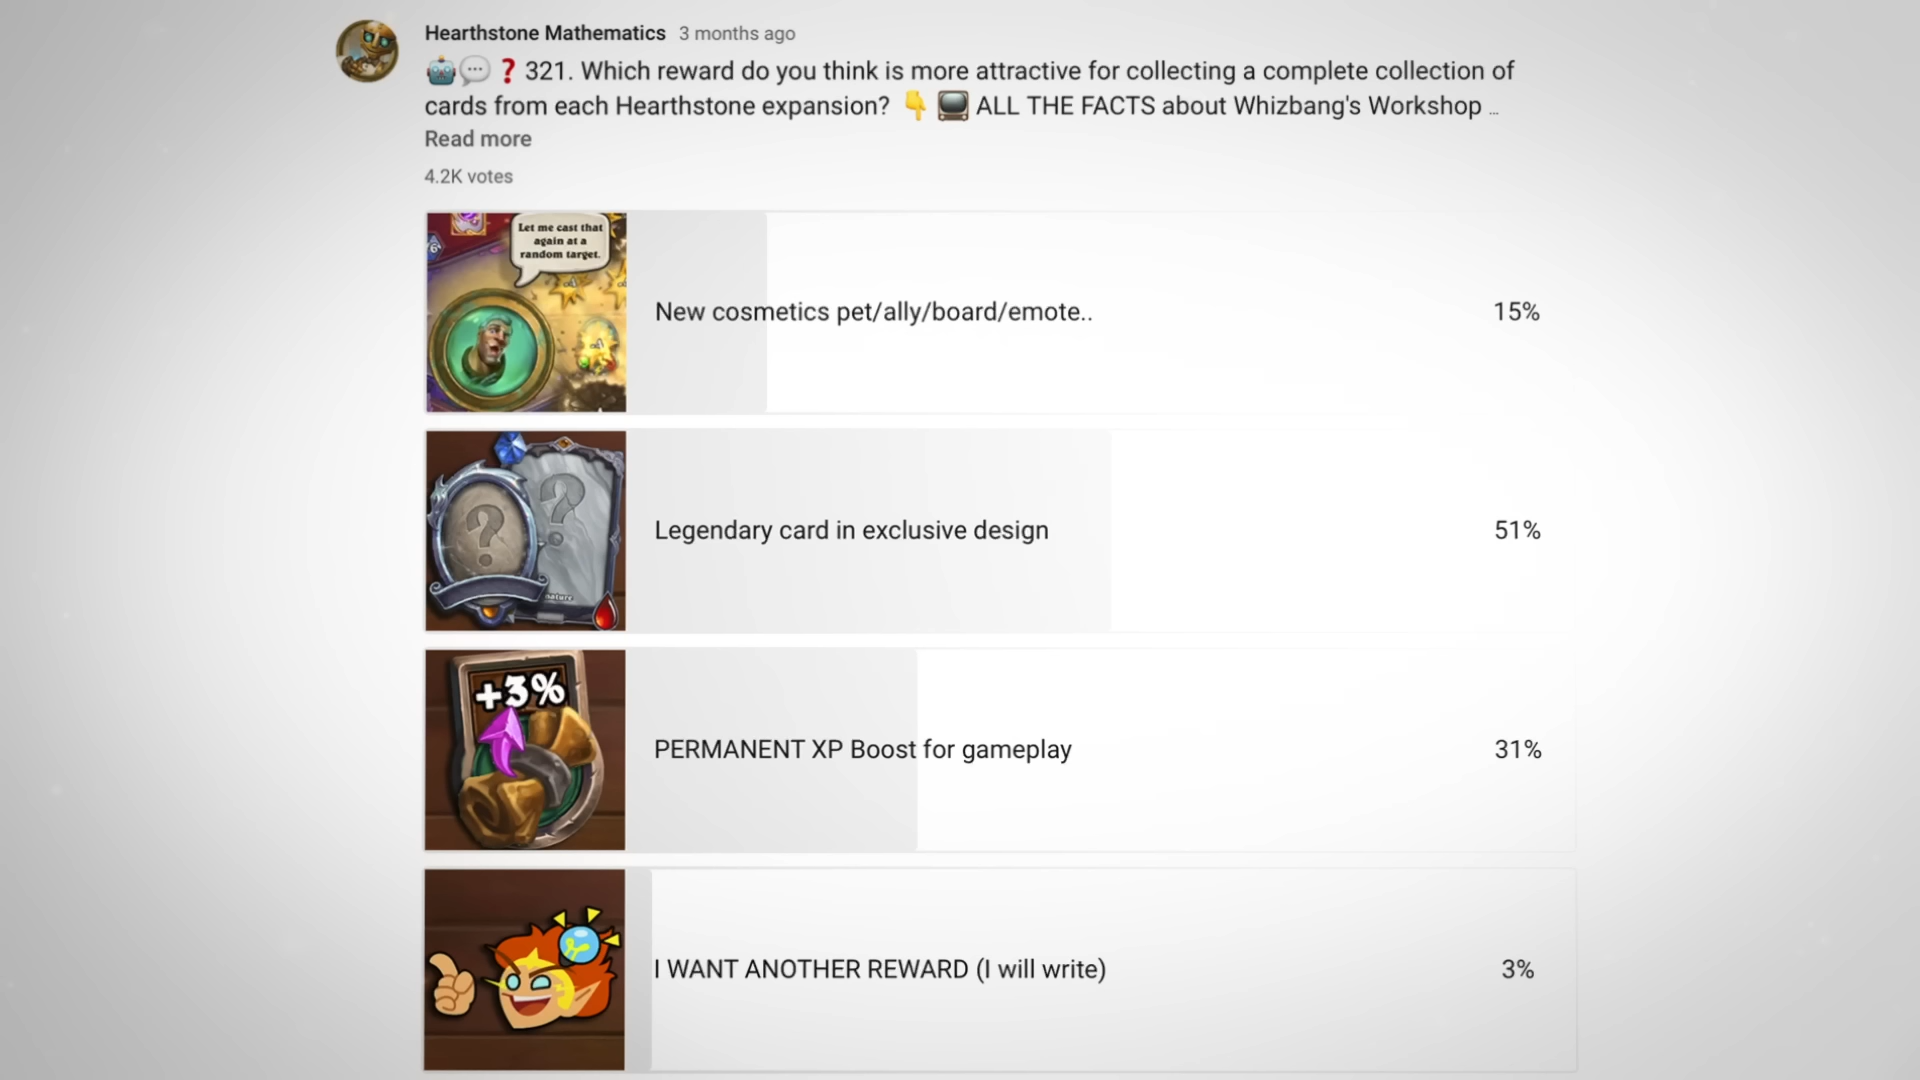 Hearthstone Mathematics 3 months ago
🤖💬❓ 321. Which reward do you think is more attractive for collecting a complete collection of
cards from each Hearthstone expansion? 👇 📺 ALL THE FACTS about Whizbang's Workshop ...
Read more
4.2K votes
Let me cast that
again at a
random target.
6
New cosmetics pet/ally/board/emote.. 15%
Legendary card in exclusive design 51%
+3%
PERMANENT XP Boost for gameplay 31%
I WANT ANOTHER REWARD (I will write) 3%